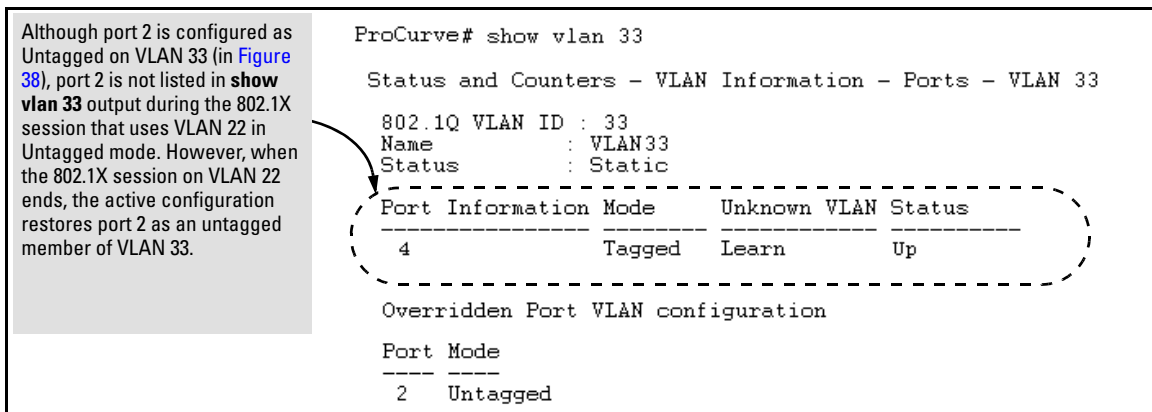 Although port 2 is configured as
Untagged on VLAN 33 (in Figure
38), port 2 is not listed in show
vlan 33 output during the 802.1X
session that uses VLAN 22 in
Untagged mode. However, when
the 802.1X session on VLAN 22
ends, the active configuration
restores port 2 as an untagged
member of VLAN 33.
ProCurve# show vlan 33
Status and Counters - VLAN Information - Ports - VLAN 33
802.1Q VLAN ID : 33
Name : VLAN33
Status : Static
Port Information Mode Unknown VLAN Status
---------------- -------- ------------ ----------
4 Tagged Learn Up
Overridden Port VLAN configuration
Port Mode
---- ----
2 Untagged